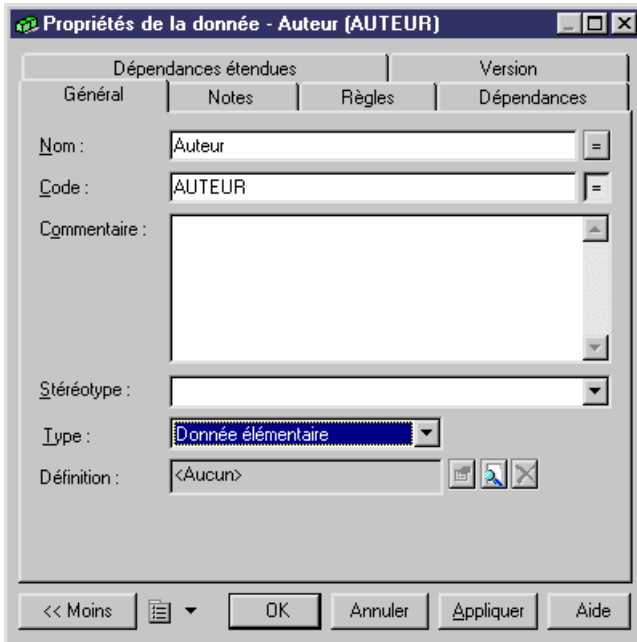 Propriétés de la donnée - Auteur (AUTEUR)
Dépendances étendues Version
Général Notes Règles Dépendances
Nom : Auteur =
Code : AUTEUR =
Commentaire :
Stéréotype :
Type : Donnée élémentaire
Définition : <Aucun>
<< Moins OK Annuler Appliquer Aide